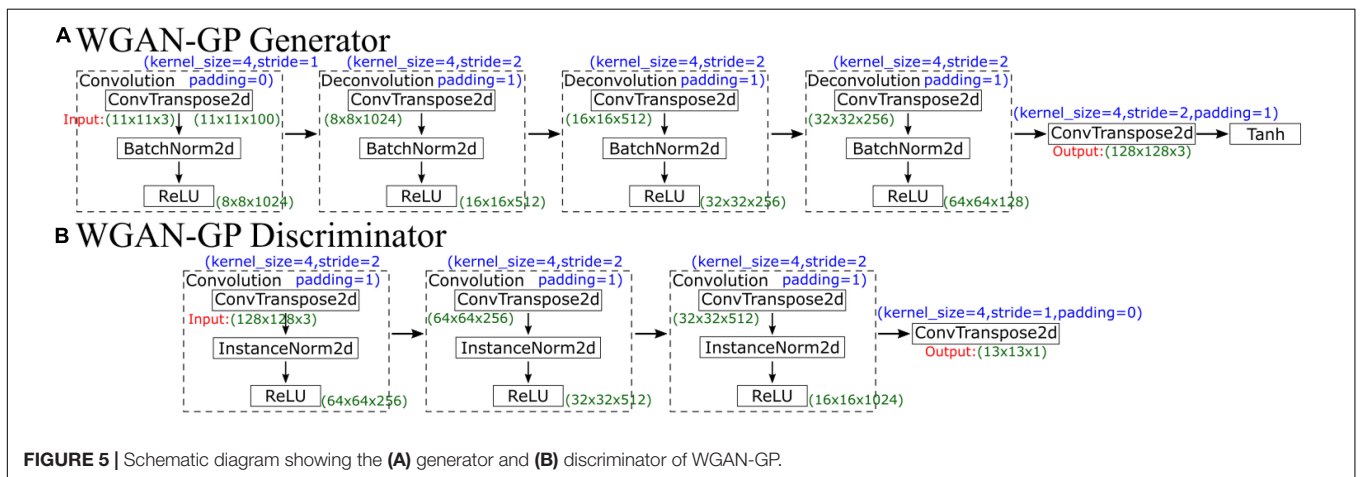 A WGAN-GP Generator
(kernel_size=4,stride=1
Convolution padding=0)
ConvTranspose2d
Input:(11x11x3) (11x11x100)
BatchNorm2d
ReLU
(8x8x1024)
(kernel_size=4,stride=2
Deconvolution padding=1)
ConvTranspose2d
(8x8x1024)
BatchNorm2d
ReLU
(16x16x512)
(kernel_size=4,stride=2
Deconvolution padding=1)
ConvTranspose2d
(16x16x512)
BatchNorm2d
ReLU
(32x32x256)
(kernel_size=4,stride=2
Deconvolution padding=1)
ConvTranspose2d
(32x32x256)
BatchNorm2d
ReLU
(64x64x128)
(kernel_size=4,stride=2,padding=1)
ConvTranspose2d
Output:(128x128x3)
Tanh
B WGAN-GP Discriminator
(kernel_size=4,stride=2
Convolution padding=1)
ConvTranspose2d
Input:(128x128x3)
InstanceNorm2d
ReLU
(64x64x256)
(kernel_size=4,stride=2
Convolution padding=1)
ConvTranspose2d
(64x64x256)
InstanceNorm2d
ReLU
(32x32x512)
(kernel_size=4,stride=2
Convolution padding=1)
ConvTranspose2d
(32x32x512)
InstanceNorm2d
ReLU
(16x16x1024)
(kernel_size=4,stride=1,padding=0)
ConvTranspose2d
Output:(13x13x1)
FIGURE 5 | Schematic diagram showing the (A) generator and (B) discriminator of WGAN-GP.